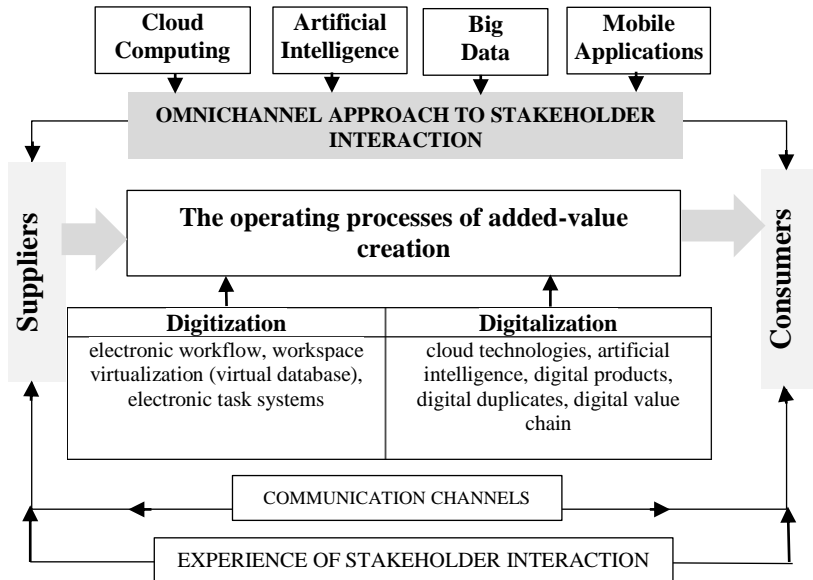 Cloud
Computing
Artificial
Intelligence
Big
Data
Mobile
Applications
OMNICHANNEL APPROACH TO STAKEHOLDER
INTERACTION
Suppliers
The operating processes of added-value
creation
Consumers
Digitization
electronic workflow, workspace
virtualization (virtual database),
electronic task systems
Digitalization
cloud technologies, artificial
intelligence, digital products,
digital duplicates, digital value
chain
COMMUNICATION CHANNELS
EXPERIENCE OF STAKEHOLDER INTERACTION